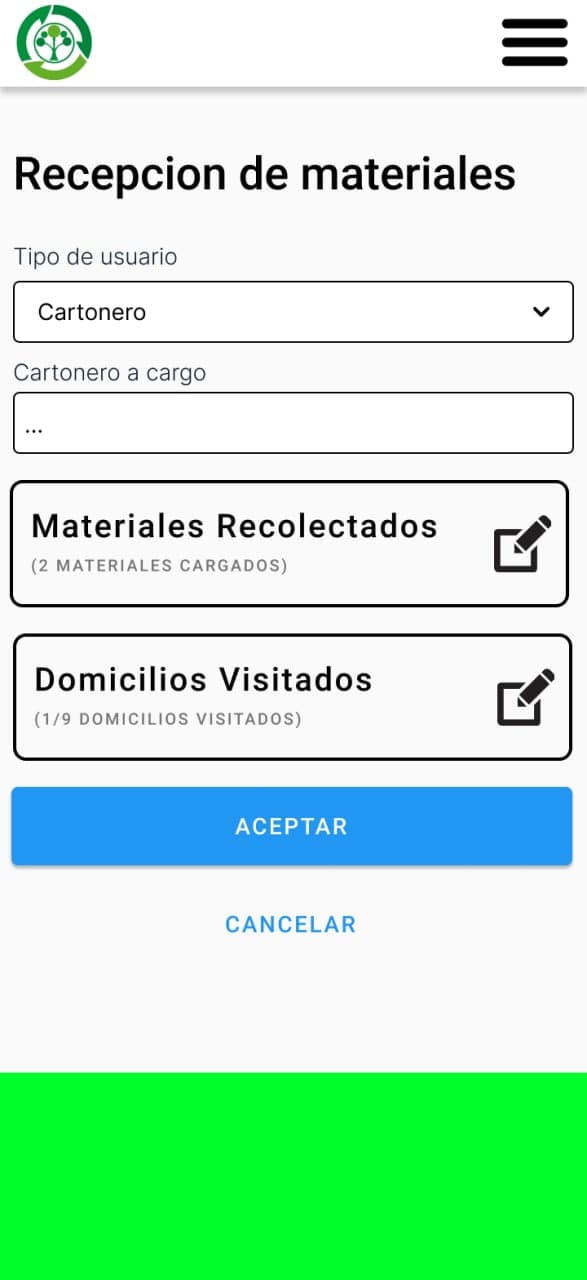 Recepcion de materiales
Tipo de usuario
Cartonero
Cartonero a cargo
...
Materiales Recolectados
(2 MATERIALES CARGADOS)
Domicilios Visitados
(1/9 DOMICILIOS VISITADOS)
ACEPTAR
CANCELAR